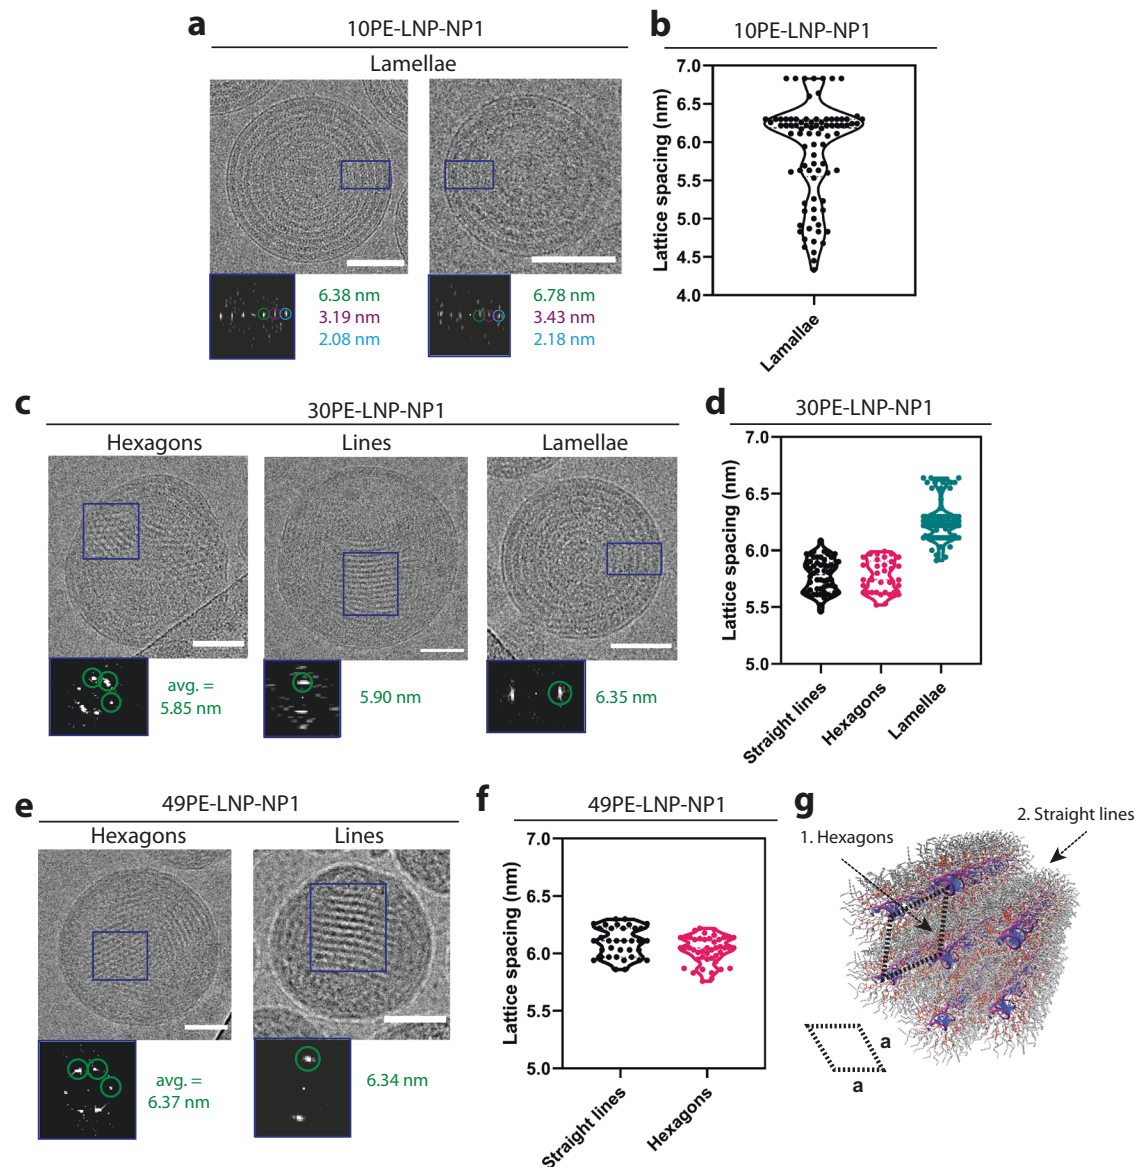 a
10PE-LNP-NP1
Lamellae
6.38 nm
3.19 nm
2.08 nm
6.78 nm
3.43 nm
2.18 nm
b
10PE-LNP-NP1
Lattice spacing (nm)
7.0
6.5
6.0
5.5
5.0
4.5
4.0
Lamallae
c
30PE-LNP-NP1
Hexagons
Lines
Lamellae
avg. =
5.85 nm
5.90 nm
6.35 nm
d
30PE-LNP-NP1
Lattice spacing (nm)
7.0
6.5
6.0
5.5
5.0
Straight lines
Hexagons
Lamellae
e
49PE-LNP-NP1
Hexagons
Lines
avg. =
6.37 nm
6.34 nm
f
49PE-LNP-NP1
Lattice spacing (nm)
7.0
6.5
6.0
5.5
5.0
Straight lines
Hexagons
g
2. Straight lines
1. Hexagons
a
a